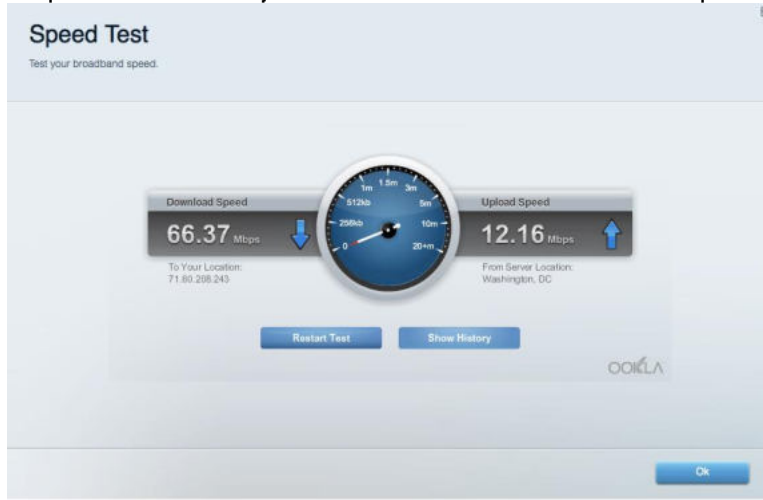 Speed Test
Test your broadband speed.
Download Speed
66.37 Mbps
To Your Location:
71.60.208.243
0
256kb
512kb
1m
1.5m
3m
5m
10m
20+m
Upload Speed
12.16 Mbps
From Server Location:
Washington, DC
Restart Test
Show History
OOKLA
Ok